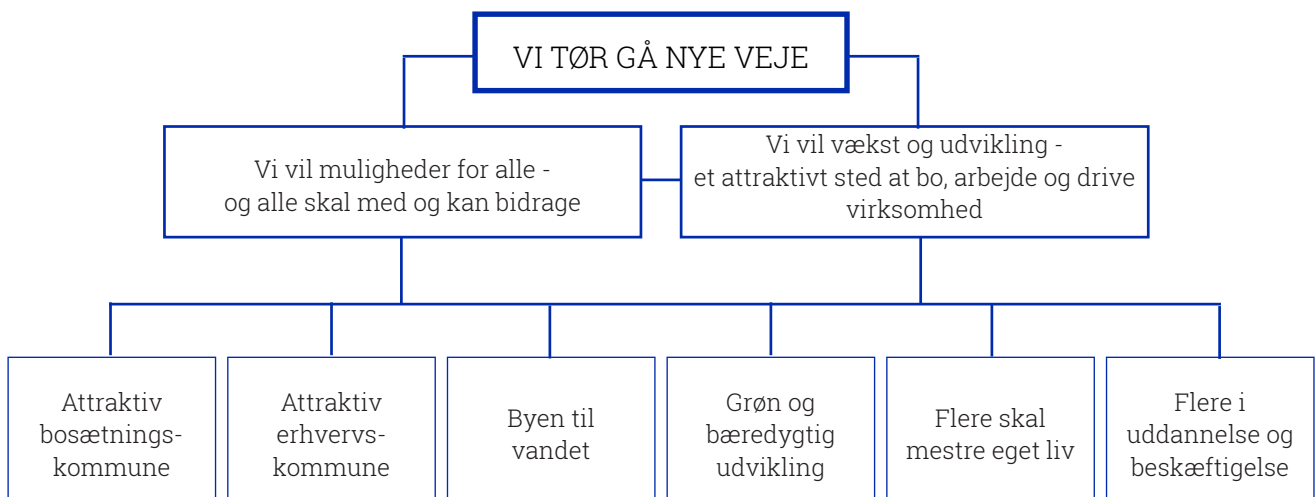 VI TØR GÅ NYE VEJE
Vi vil muligheder for alle -
og alle skal med og kan bidrage
Vi vil vækst og udvikling -
et attraktivt sted at bo, arbejde og drive
virksomhed
Attraktiv
bosætnings-
kommune
Attraktiv
erhvervs-
kommune
Byen til
vandet
Grøn og
bæredygtig
udvikling
Flere skal
mestre eget liv
Flere i
uddannelse og
beskæftigelse